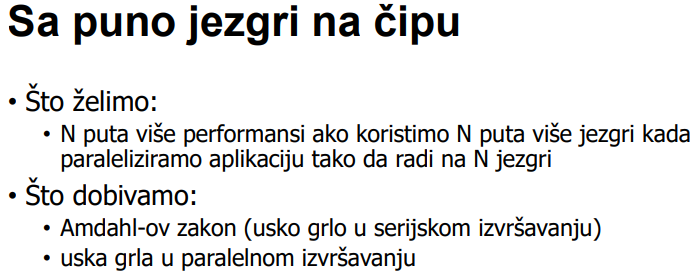 Sa puno jezgri na čipu
• Što želimo:
• N puta više performansi ako koristimo N puta više jezgri kada
paraleliziramo aplikaciju tako da radi na N jezgri
• Što dobivamo:
• Amdahl-ov zakon (usko grlo u serijskom izvršavanju)
• uska grla u paralelnom izvršavanju